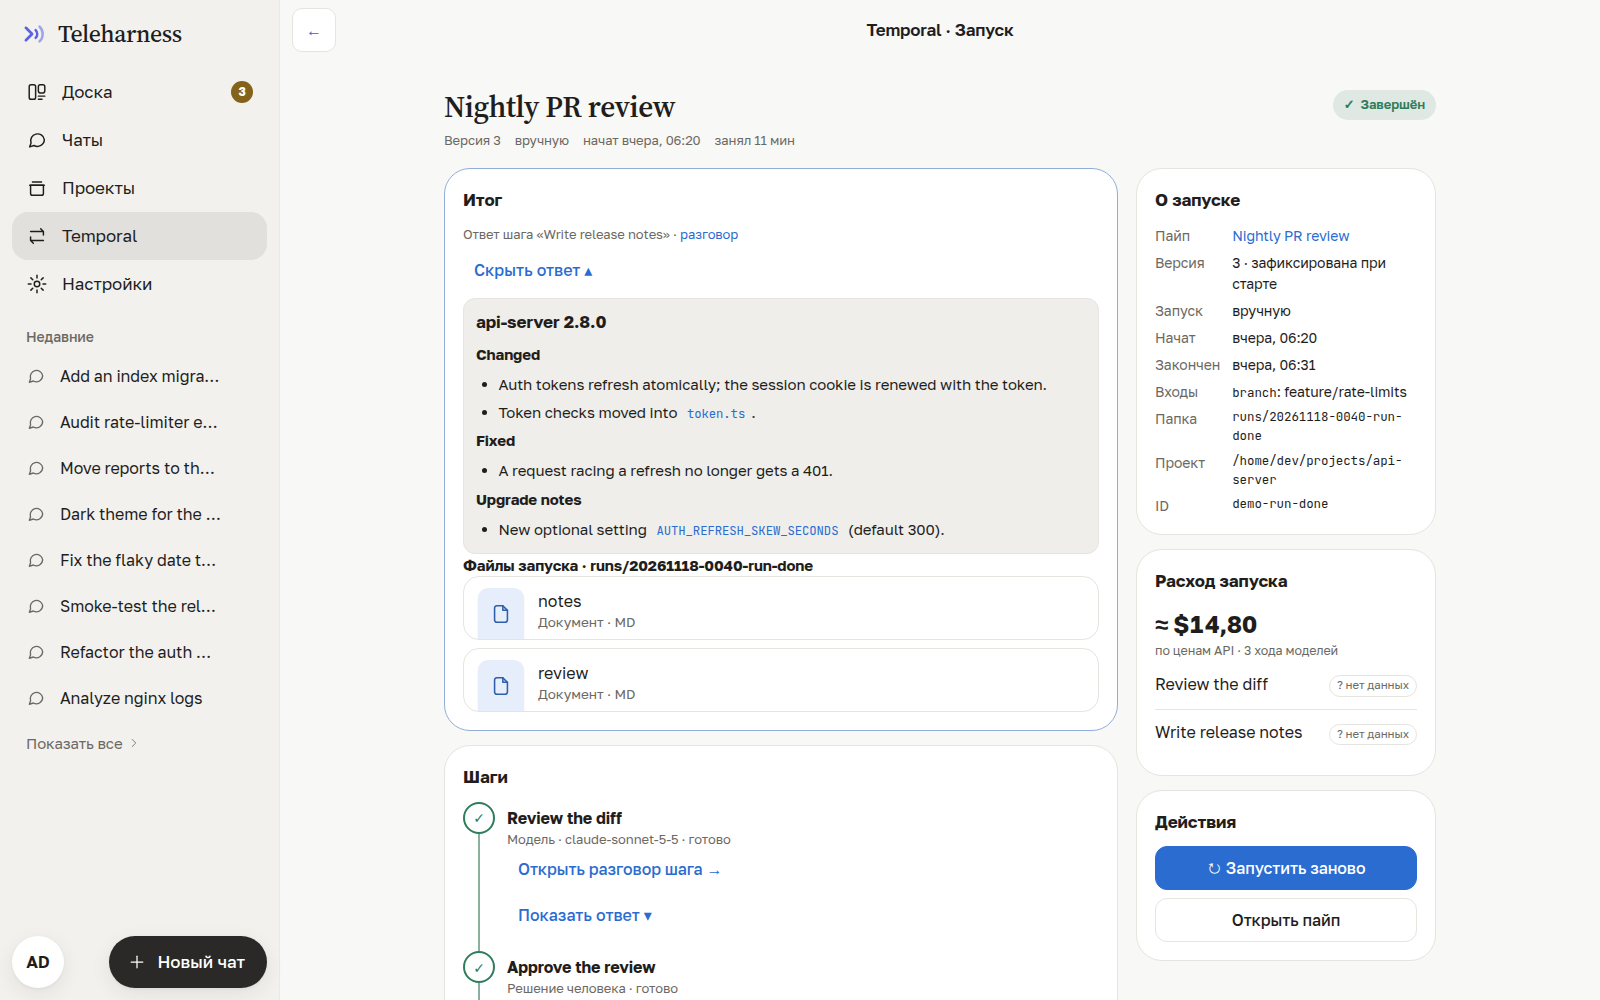 Teleharness
Доска
3
Чаты
Проекты
Temporal
Настройки
Недавние
Add an index migra...
Audit rate-limiter e...
Move reports to th...
Dark theme for the ...
Fix the flaky date t...
Smoke-test the rel...
Refactor the auth ...
Analyze nginx logs
Показать все
AD
Новый чат
←
Temporal · Запуск
Nightly PR review
✓ Завершён
Версия 3 вручную начат вчера, 06:20 занял 11 мин
Итог
Ответ шага «Write release notes» · разговор
Скрыть ответ ▴
api-server 2.8.0
Changed
• Auth tokens refresh atomically; the session cookie is renewed with the token.
• Token checks moved into token.ts .
Fixed
• A request racing a refresh no longer gets a 401.
Upgrade notes
• New optional setting AUTH_REFRESH_SKEW_SECONDS (default 300).
Файлы запуска · runs/20261118-0040-run-done
notes
Документ · MD
review
Документ · MD
Шаги
✓ Review the diff
Модель · claude-sonnet-5-5 · готово
Открыть разговор шага →
Показать ответ ▾
✓ Approve the review
Решение человека · готово
О запуске
Пайп Nightly PR review
Версия 3 · зафиксирована при
старте
Запуск вручную
Начат вчера, 06:20
Закончен вчера, 06:31
Входы branch: feature/rate-limits
Папка runs/20261118-0040-run-
done
Проект /home/dev/projects/api-
server
ID demo-run-done
Расход запуска
≈ $14,80
по ценам API · 3 хода моделей
Review the diff ? нет данных
Write release notes ? нет данных
Действия
↻ Запустить заново
Открыть пайп